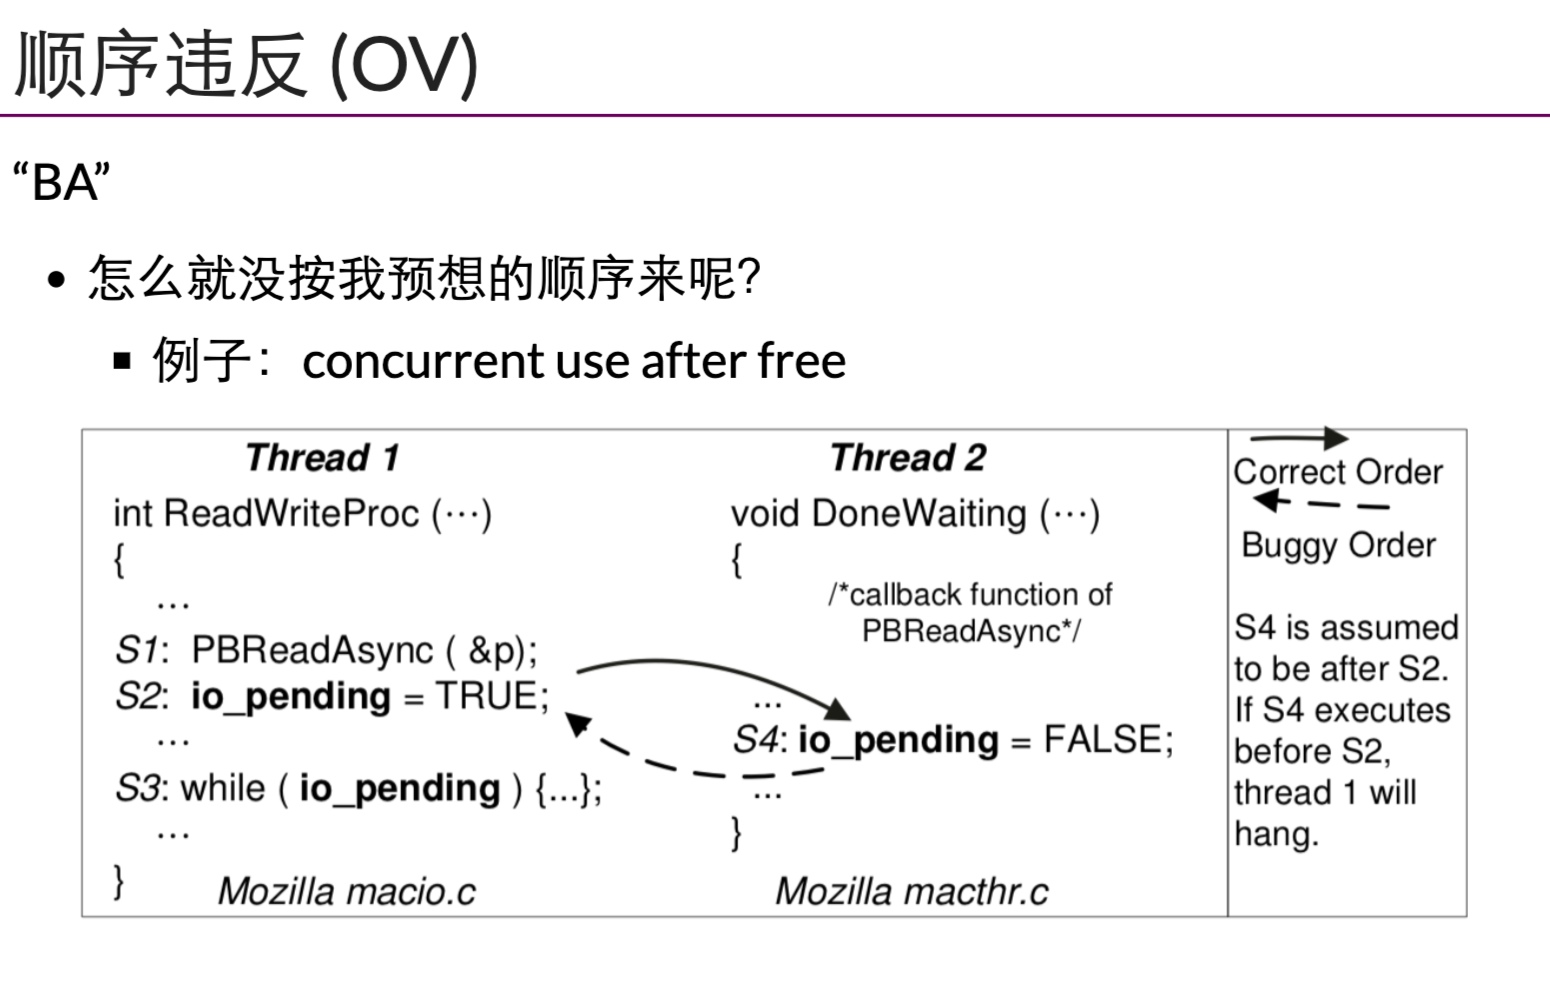 顺序违反 (OV)
“BA”
• 怎么就没按我预想的顺序来呢?
▪ 例子：concurrent use after free
Thread 1
int ReadWriteProc (···)
{
...
S1: PBReadAsync ( &p);
S2: io_pending = TRUE;
...
S3: while ( io_pending ) {...};
...
}
Mozilla macio.c
Thread 2
void DoneWaiting (···)
{
/*callback function of
PBReadAsync*/
...
S4: io_pending = FALSE;
...
}
Mozilla macthr.c
Correct Order
Buggy Order
S4 is assumed
to be after S2.
If S4 executes
before S2,
thread 1 will
hang.